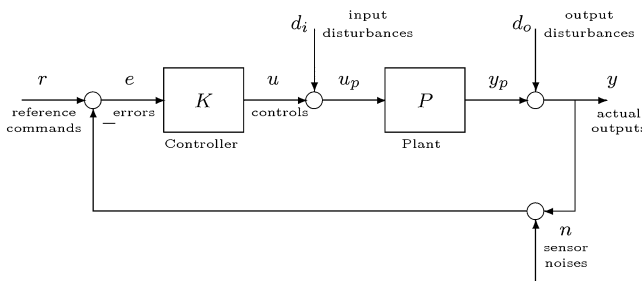 d_i
input
disturbances
d_o
output
disturbances
r
e
u
u_p
y_p
y
K
P
reference
commands
−
errors
controls
actual
outputs
Controller
Plant
n
sensor
noises